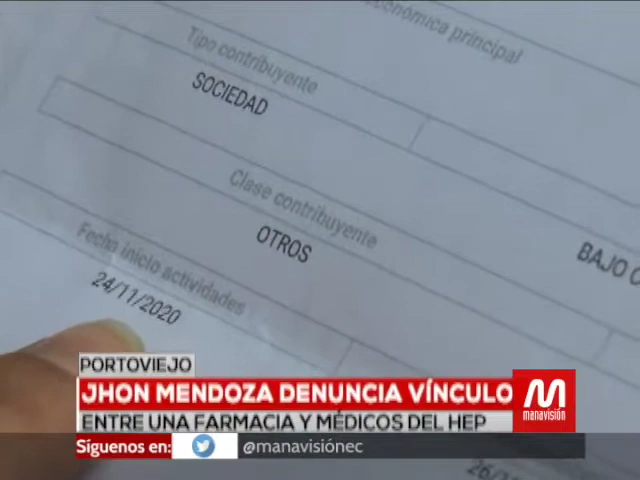 económica principal
Tipo contribuyente
SOCIEDAD
Clase contribuyente
OTROS
BAJO
Fecha inicio actividades
24/11/2020
PORTOVIEJO
JHON MENDOZA DENUNCIA VÍNCULO
ENTRE UNA FARMACIA Y MÉDICOS DEL HEP
M
manavisión
Síguenos en: @manavisiónec